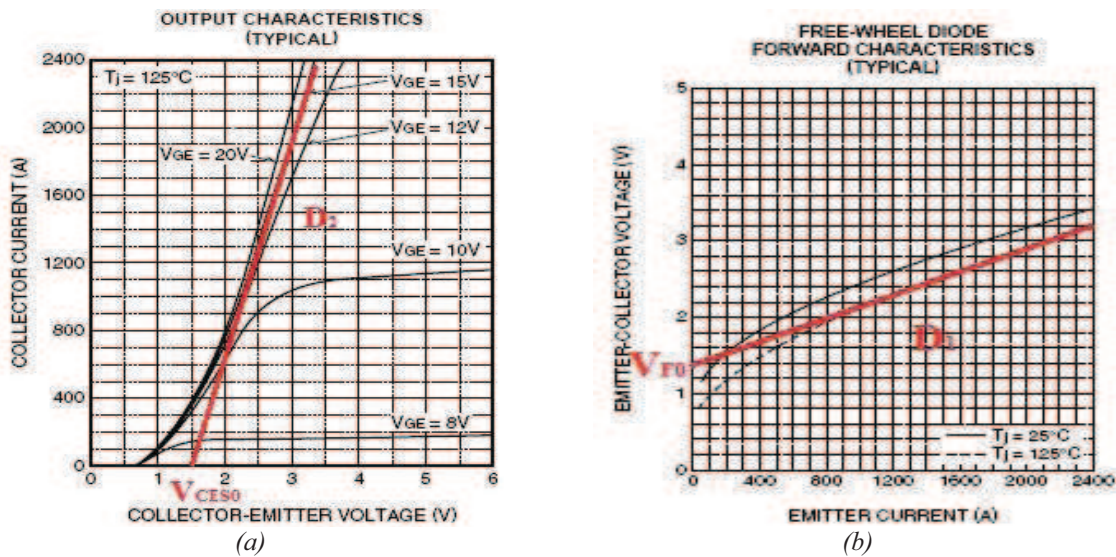 OUTPUT CHARACTERISTICS
(TYPICAL)
Tj = 125°C
VGE = 15V
VGE = 12V
VGE = 20V
D2
VGE = 10V
VGE = 8V
2400
2000
1600
1200
800
400
0
COLLECTOR CURRENT (A)
1 2 3 4 5 6
VCES0
COLLECTOR-EMITTER VOLTAGE (V)
(a)
FREE-WHEEL DIODE
FORWARD CHARACTERISTICS
(TYPICAL)
5
4
3
2
1
0
EMITTER-COLLECTOR VOLTAGE (V)
VF0
Tj = 25°C
Tj = 125°C
0 400 800 1200 1600 2000 2400
EMITTER CURRENT (A)
(b)